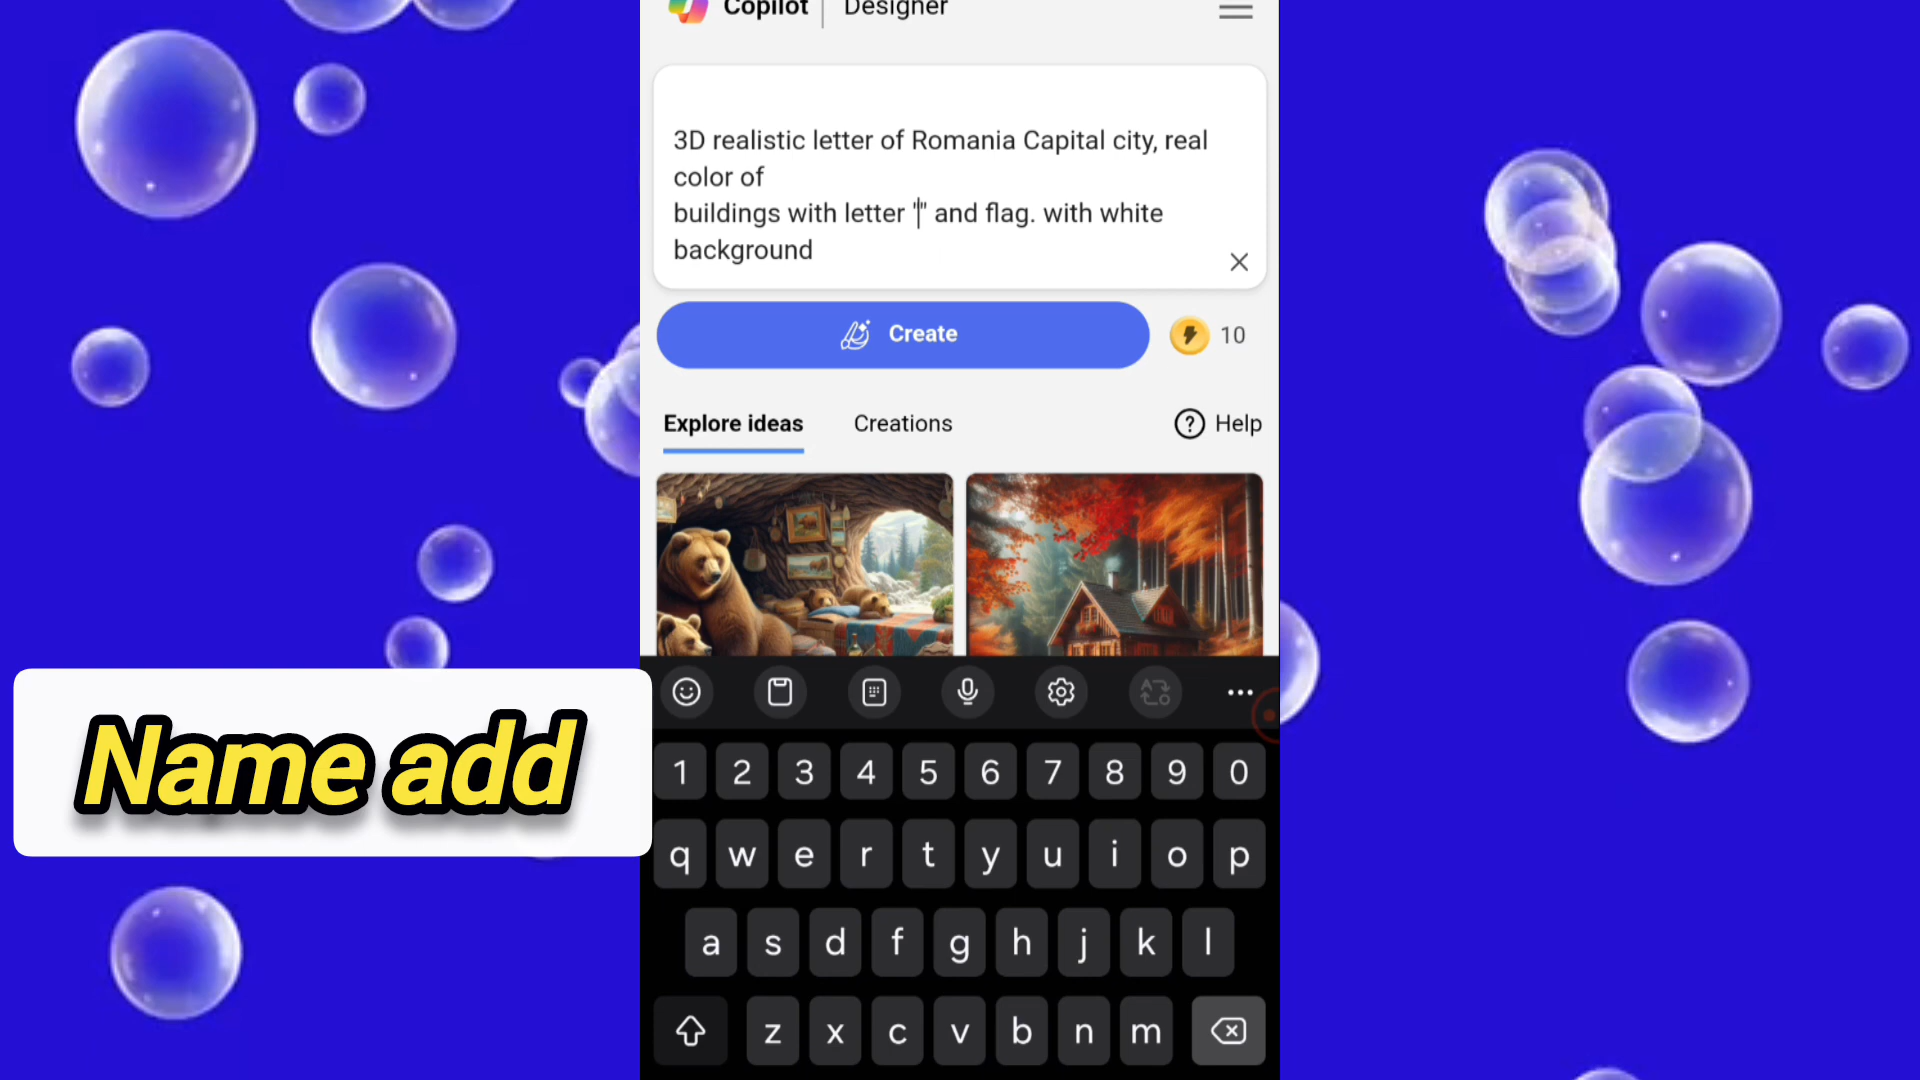 Copilot | Designer
3D realistic letter of Romania Capital city, real
color of
buildings with letter "" and flag. with white
background
Create
10
Explore ideas
Creations
Help
Name add
1 2 3 4 5 6 7 8 9 0
q w e r t y u i o p
a s d f g h j k l
z x c v b n m